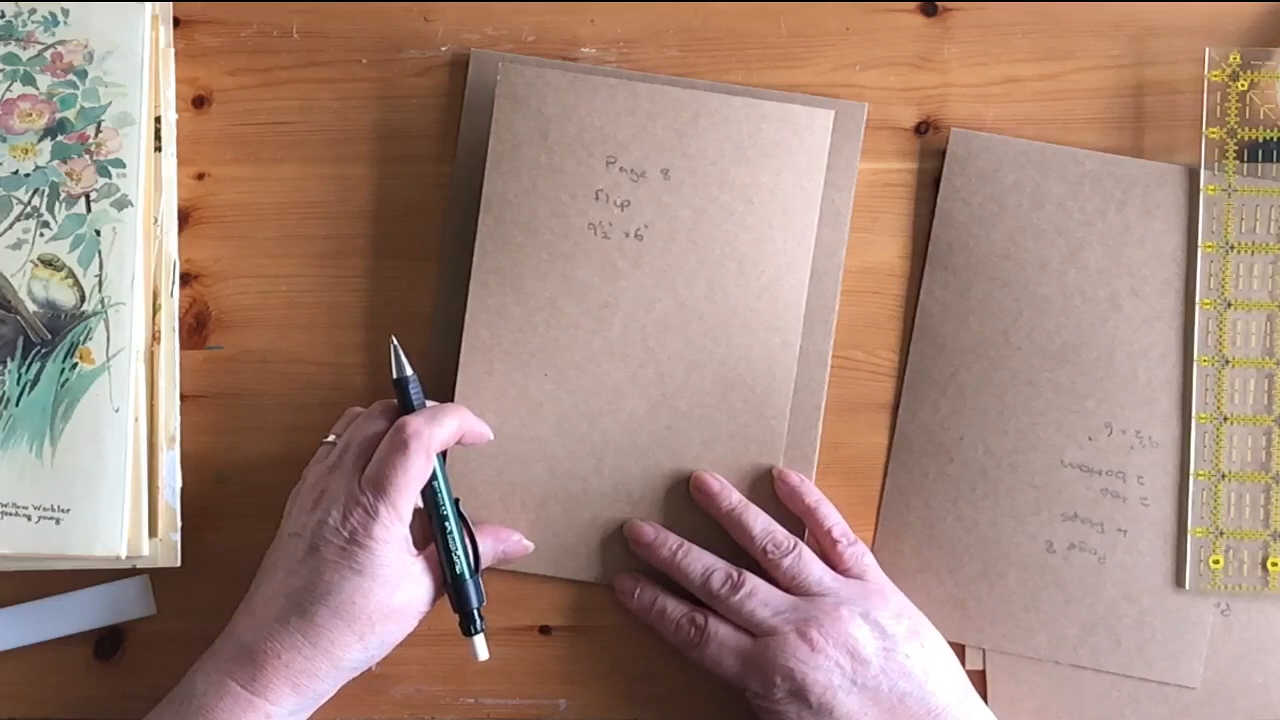 Willow Warbler
feeding young.
Page 8
flip
9½" x 6"
Page 8
4 flaps
2 top
2 bottom
9½" x 6"